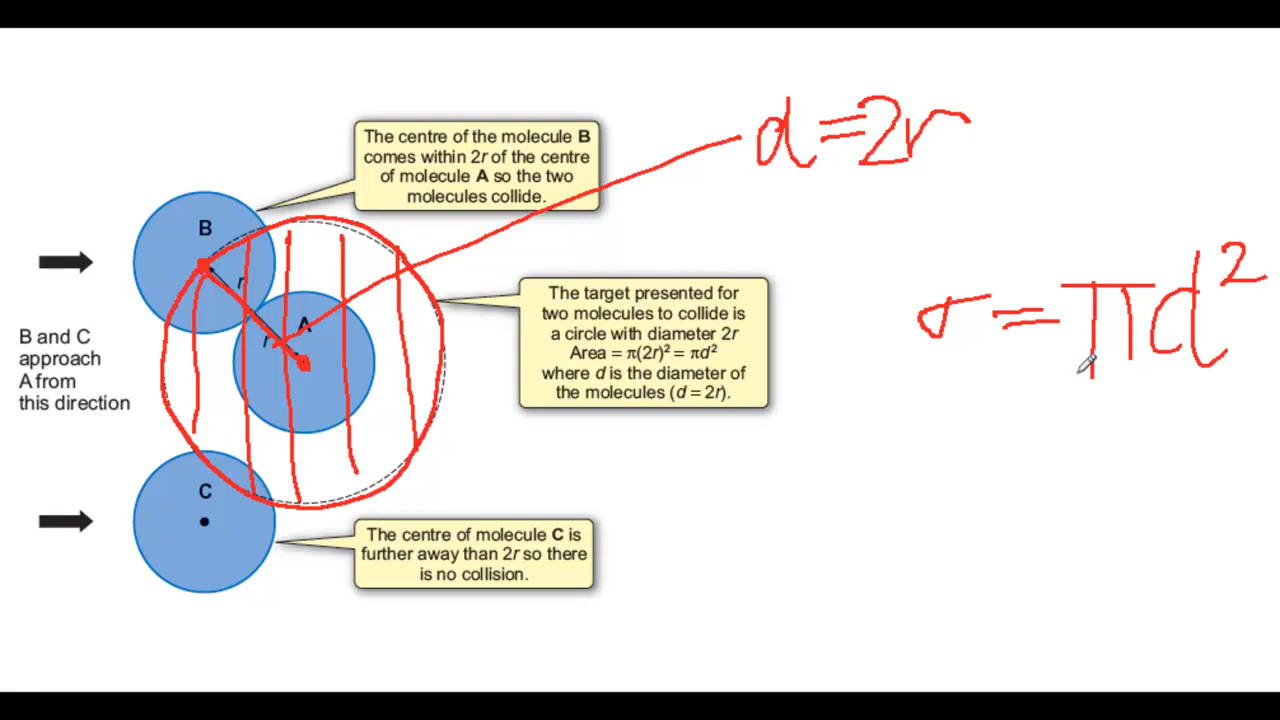 The centre of the molecule B
comes within 2r of the centre
of molecule A so the two
molecules collide.
d=2r
B
r
A
r
The target presented for
two molecules to collide is
a circle with diameter 2r
Area = π(2r)² = πd²
where d is the diameter of
the molecules (d = 2r).
σ=πd²
B and C
approach
A from
this direction
C
The centre of molecule C is
further away than 2r so there
is no collision.